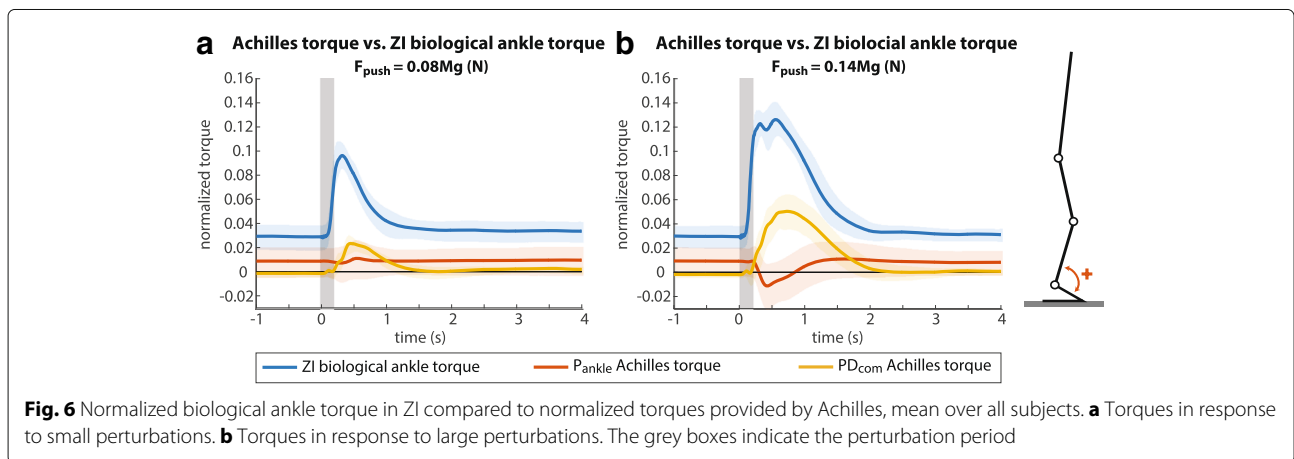 a Achilles torque vs. ZI biological ankle torque
F_push = 0.08Mg (N)
0.16
0.14
0.12
0.1
0.08
0.06
0.04
0.02
0
-0.02
normalized torque
-1 0 1 2 3 4
time (s)
b Achilles torque vs. ZI biolocial ankle torque
F_push = 0.14Mg (N)
0.16
0.14
0.12
0.1
0.08
0.06
0.04
0.02
0
-0.02
normalized torque
-1 0 1 2 3 4
time (s)
+
ZI biological ankle torque P_ankle Achilles torque PD_com Achilles torque
Fig. 6 Normalized biological ankle torque in ZI compared to normalized torques provided by Achilles, mean over all subjects. a Torques in response
to small perturbations. b Torques in response to large perturbations. The grey boxes indicate the perturbation period